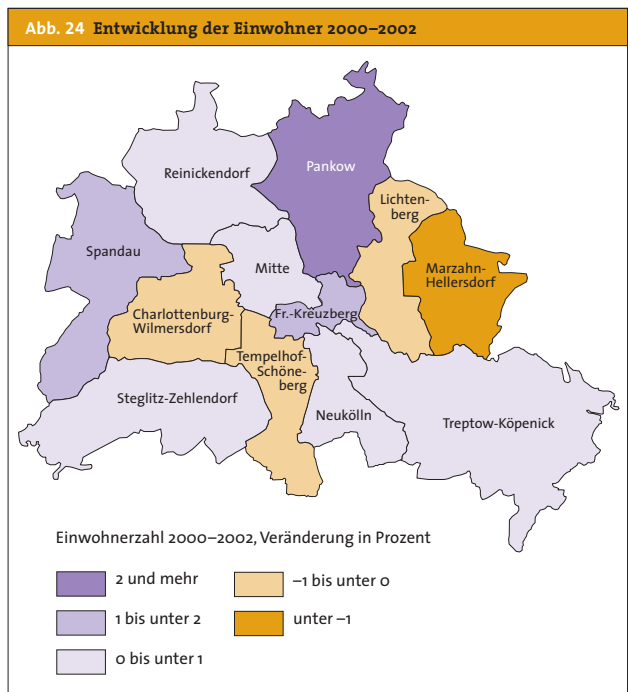 Abb. 24 Entwicklung der Einwohner 2000–2002
Reinickendorf
Pankow
Lichten-
berg
Spandau
Mitte
Marzahn-
Hellersdorf
Charlottenburg-
Wilmersdorf
Fr.-Kreuzberg
Tempelhof-
Schöne-
berg
Steglitz-Zehlendorf
Neukölln
Treptow-Köpenick
Einwohnerzahl 2000–2002, Veränderung in Prozent
2 und mehr
1 bis unter 2
0 bis unter 1
–1 bis unter 0
unter –1